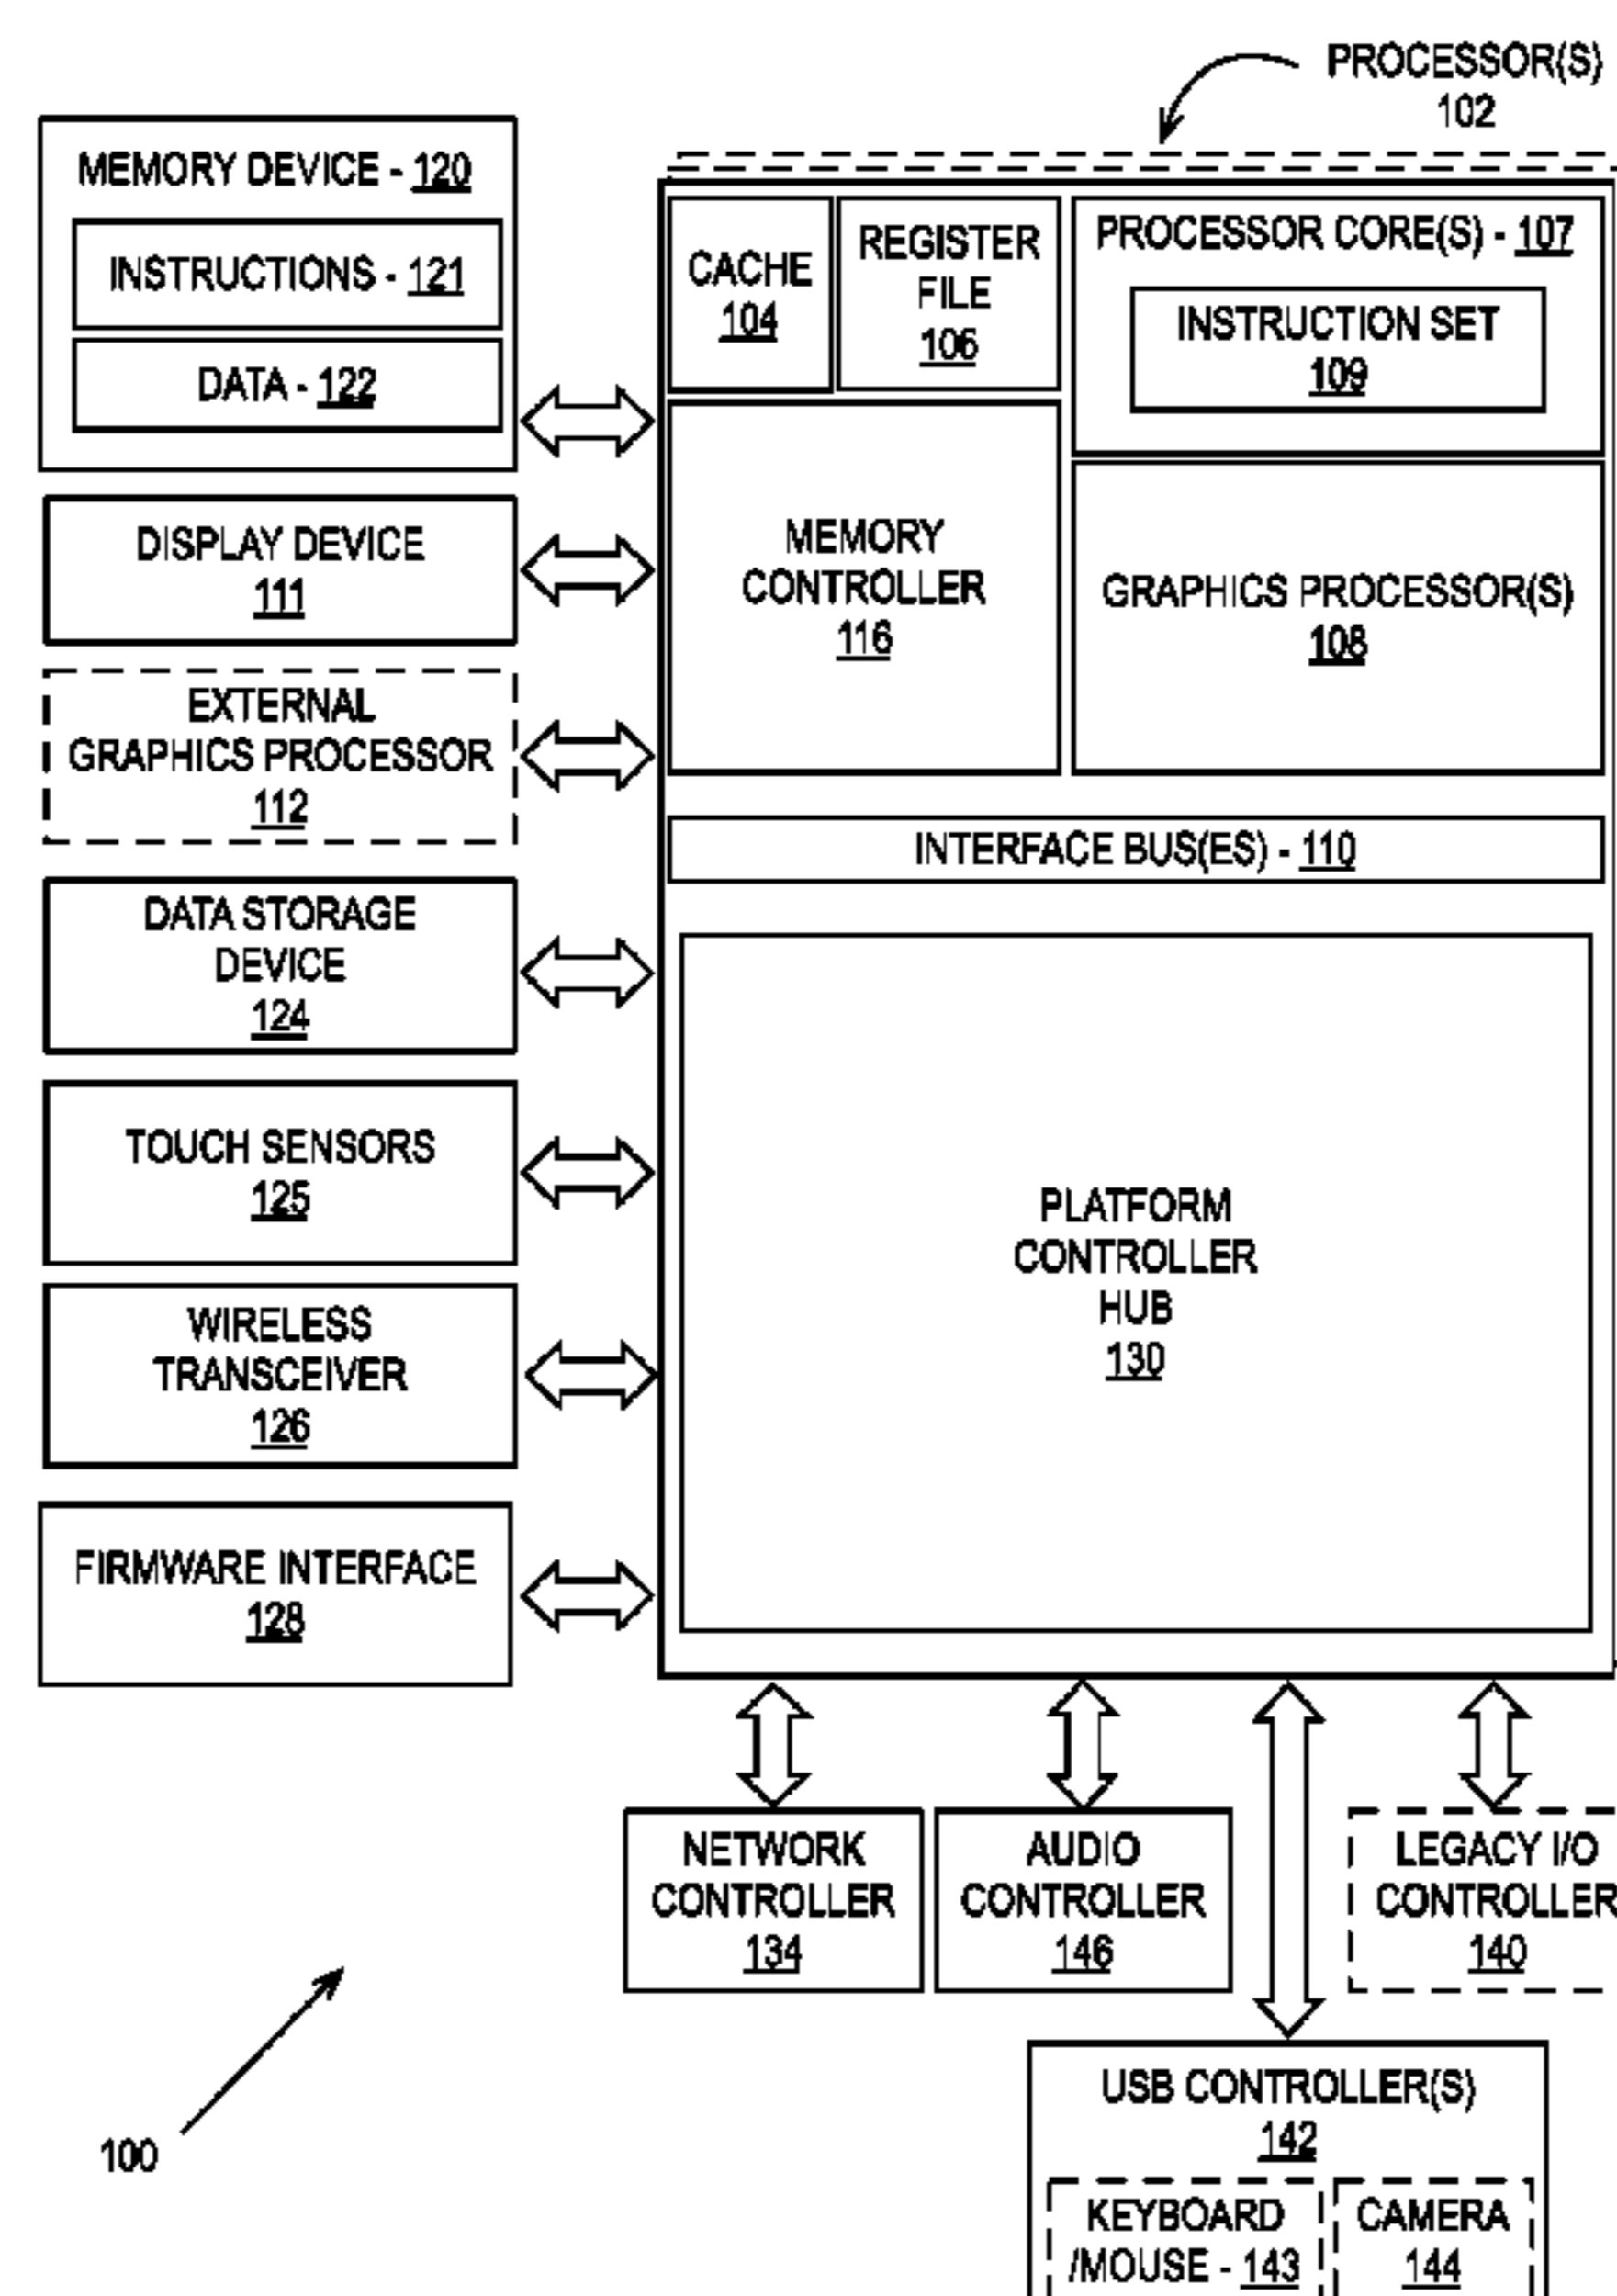 PROCESSOR(S)
102
MEMORY DEVICE - 120
INSTRUCTIONS - 121
DATA - 122
CACHE
104
REGISTER
FILE
106
PROCESSOR CORE(S) - 107
INSTRUCTION SET
109
MEMORY
CONTROLLER
116
GRAPHICS PROCESSOR(S)
108
DISPLAY DEVICE
111
EXTERNAL
GRAPHICS PROCESSOR
112
INTERFACE BUS(ES) - 110
DATA STORAGE
DEVICE
124
TOUCH SENSORS
125
WIRELESS
TRANSCEIVER
126
FIRMWARE INTERFACE
128
PLATFORM
CONTROLLER
HUB
130
NETWORK
CONTROLLER
134
AUDIO
CONTROLLER
146
LEGACY I/O
CONTROLLER
140
USB CONTROLLER(S)
142
KEYBOARD
/MOUSE - 143
CAMERA
144
100